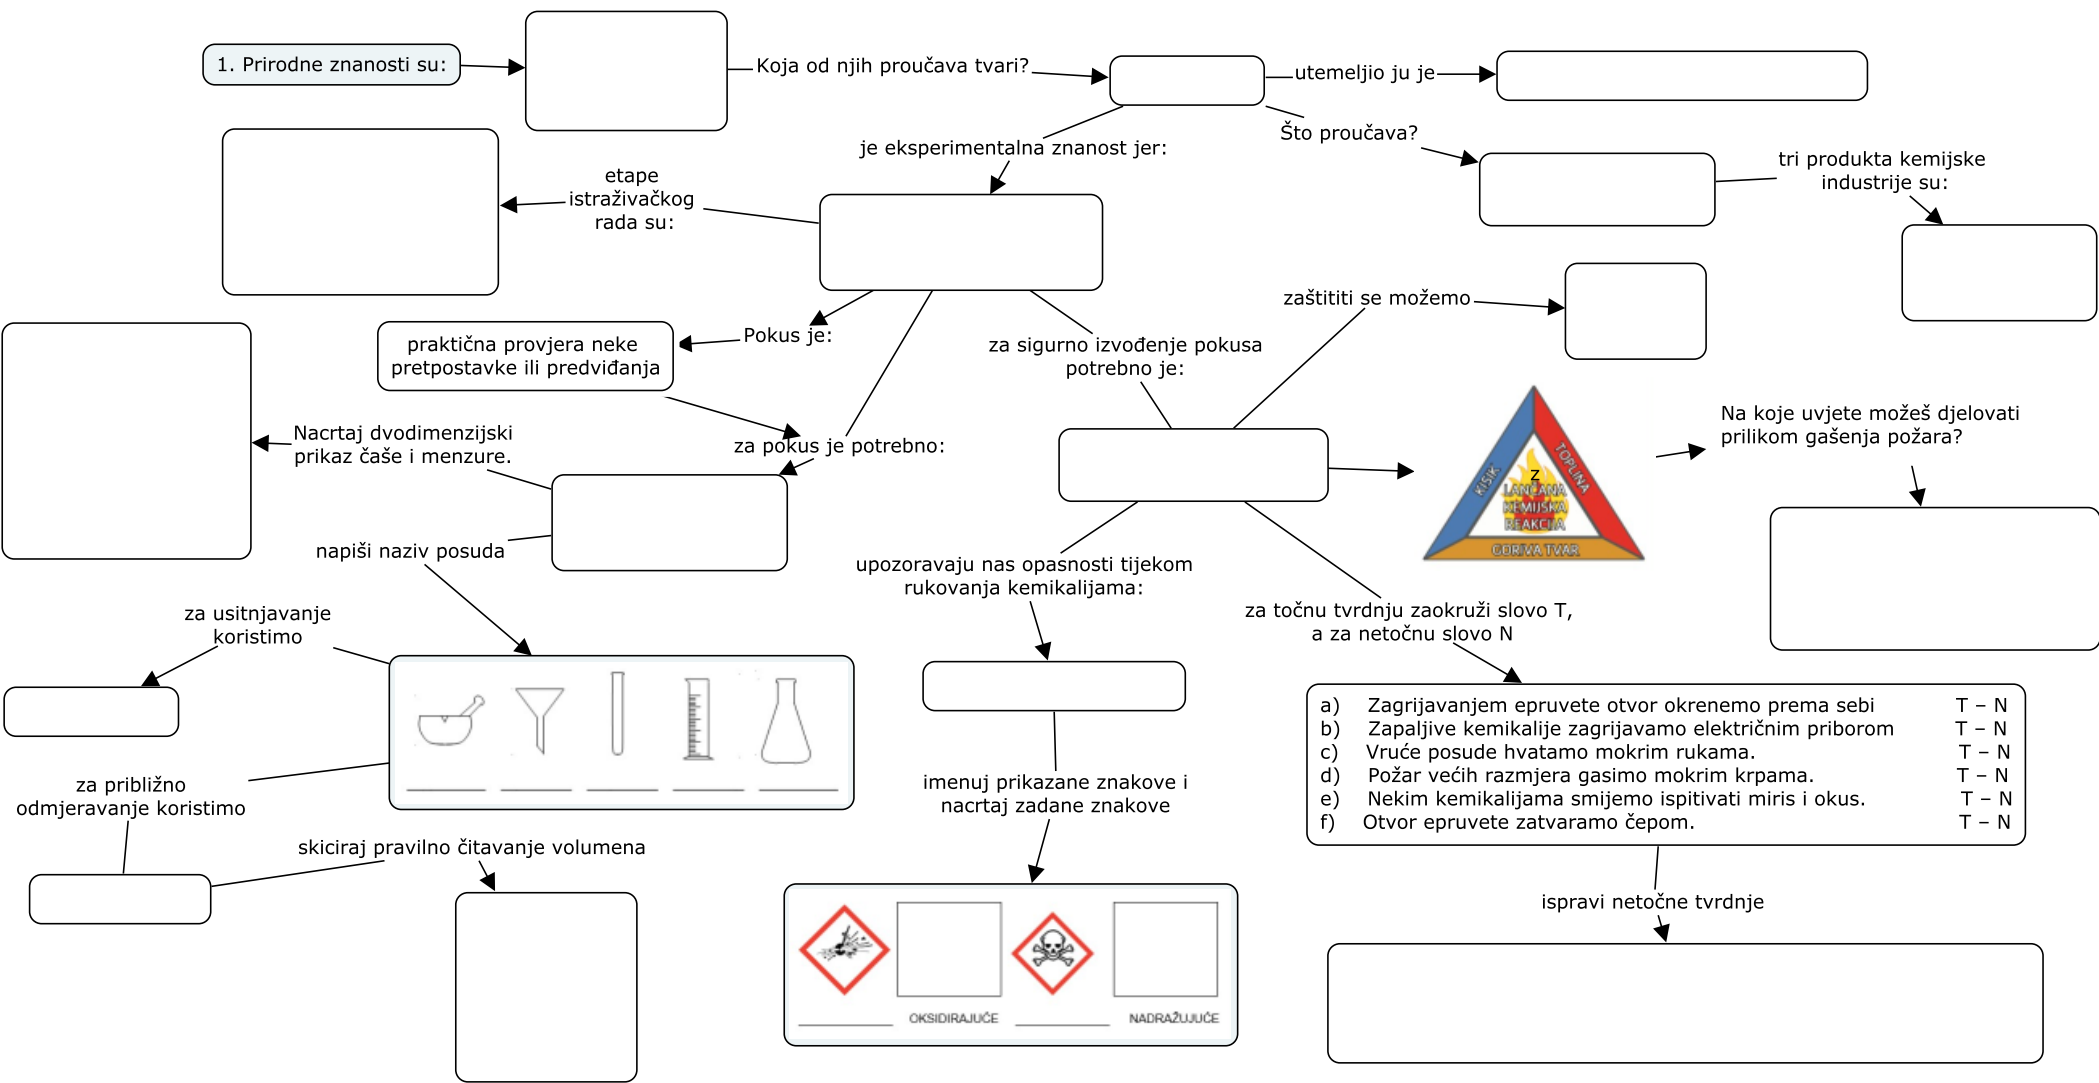 1. Prirodne znanosti su:
Koja od njih proučava tvari?
utemeljio ju je
Što proučava?
je eksperimentalna znanost jer:
tri produkta kemijske
industrije su:
etape
istraživačkog
rada su:
zaštititi se možemo
Pokus je:
praktična provjera neke
pretpostavke ili predviđanja
za sigurno izvođenje pokusa
potrebno je:
Na koje uvjete možeš djelovati
prilikom gašenja požara?
Nacrtaj dvodimenzijski
prikaz čaše i menzure.
za pokus je potrebno:
KISIK
TOPLINA
z
LANČANA
KEMIJSKA
REAKCIJA
GORIVA TVAR
napiši naziv posuda
upozoravaju nas opasnosti tijekom
rukovanja kemikalijama:
za usitnjavanje
koristimo
za točnu tvrdnju zaokruži slovo T,
a za netočnu slovo N
a) Zagrijavanjem epruvete otvor okrenemo prema sebi T – N
b) Zapaljive kemikalije zagrijavamo električnim priborom T – N
c) Vruće posude hvatamo mokrim rukama. T – N
d) Požar većih razmjera gasimo mokrim krpama. T – N
e) Nekim kemikalijama smijemo ispitivati miris i okus. T – N
f) Otvor epruvete zatvaramo čepom. T – N
za približno
odmjeravanje koristimo
imenuj prikazane znakove i
nacrtaj zadane znakove
skiciraj pravilno čitavanje volumena
ispravi netočne tvrdnje
OKSIDIRAJUĆE
NADRAŽUJUĆE